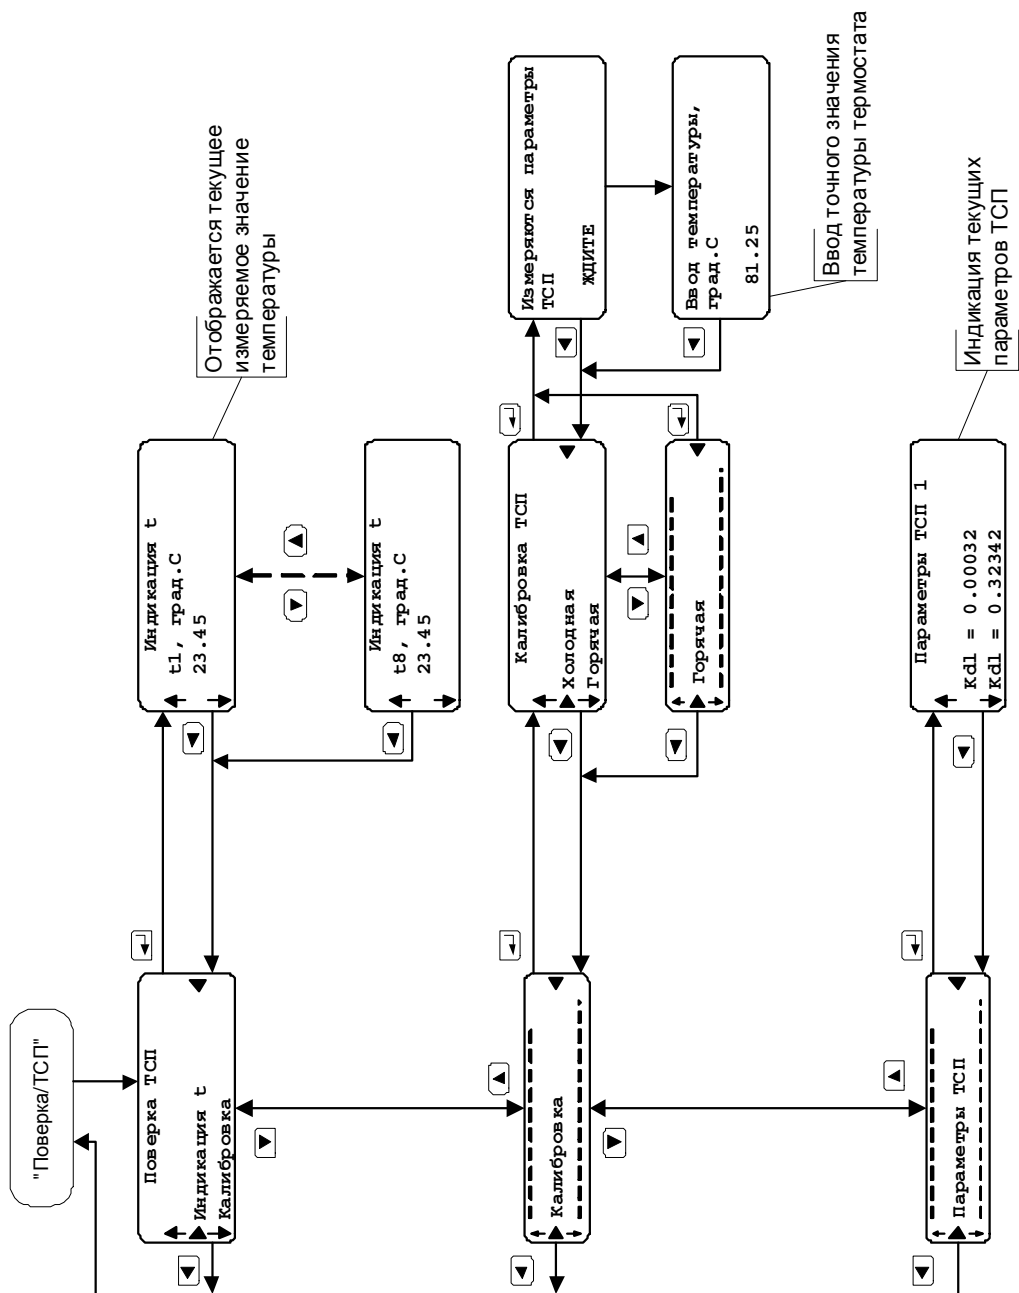 "Поверка/ТСП"
Поверка ТСП
Индикация t
Калибровка
Индикация t
t1, град.С
23.45
Отображается текущее
измеряемое значение
температуры
Индикация t
t8, град.С
23.45
Калибровка
Калибровка ТСП
Холодная
Горячая
Горячая
Измеряются параметры
ТСП
ЖДИТЕ
Ввод температуры,
град.С
81.25
Ввод точного значения
температуры термостата
Параметры ТСП
Параметры ТСП 1
Kd1 = 0.00032
Kd1 = 0.32342
Индикация текущих
параметров ТСП